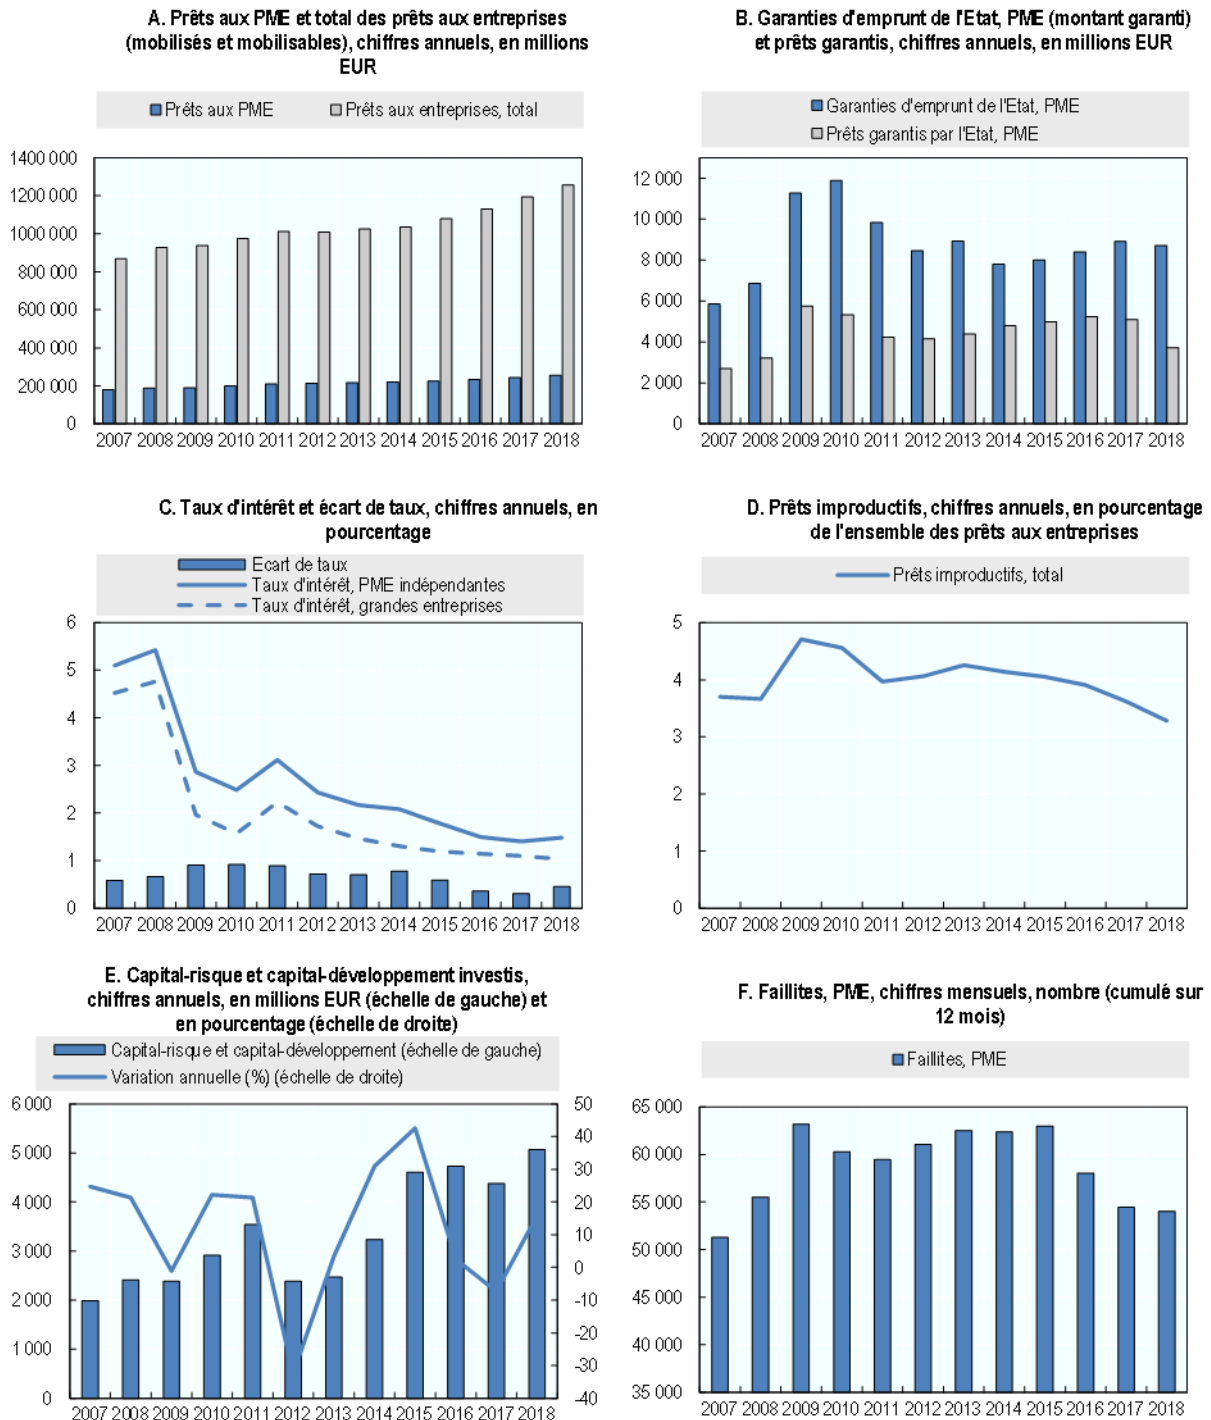 A. Prêts aux PME et total des prêts aux entreprises
(mobilisés et mobilisables), chiffres annuels, en millions
EUR
Prêts aux PME
Prêts aux entreprises, total
1400 000
1200 000
1000 000
800 000
600 000
400 000
200 000
0
2007 2008 2009 2010 2011 2012 2013 2014 2015 2016 2017 2018
B. Garanties d'emprunt de l'Etat, PME (montant garanti)
et prêts garantis, chiffres annuels, en millions EUR
Garanties d'emprunt de l'Etat, PME
Prêts garantis par l'Etat, PME
12 000
10 000
8 000
6 000
4 000
2 000
0
2007 2008 2009 2010 2011 2012 2013 2014 2015 2016 2017 2018
C. Taux d'intérêt et écart de taux, chiffres annuels, en
pourcentage
Ecart de taux
Taux d'intérêt, PME indépendantes
Taux d'intérêt, grandes entreprises
6
5
4
3
2
1
0
2007 2008 2009 2010 2011 2012 2013 2014 2015 2016 2017 2018
D. Prêts improductifs, chiffres annuels, en pourcentage
de l'ensemble des prêts aux entreprises
Prêts improductifs, total
5
4
3
2
1
0
2007 2008 2009 2010 2011 2012 2013 2014 2015 2016 2017 2018
E. Capital-risque et capital-développement investis,
chiffres annuels, en millions EUR (échelle de gauche) et
en pourcentage (échelle de droite)
Capital-risque et capital-développement (échelle de gauche)
Variation annuelle (%) (échelle de droite)
6 000
5 000
4 000
3 000
2 000
1 000
0
50
40
30
20
10
0
-10
-20
-30
-40
2007 2008 2009 2010 2011 2012 2013 2014 2015 2016 2017 2018
F. Faillites, PME, chiffres mensuels, nombre (cumulé sur
12 mois)
Faillites, PME
65 000
60 000
55 000
50 000
45 000
40 000
35 000
2007 2008 2009 2010 2011 2012 2013 2014 2015 2016 2017 2018